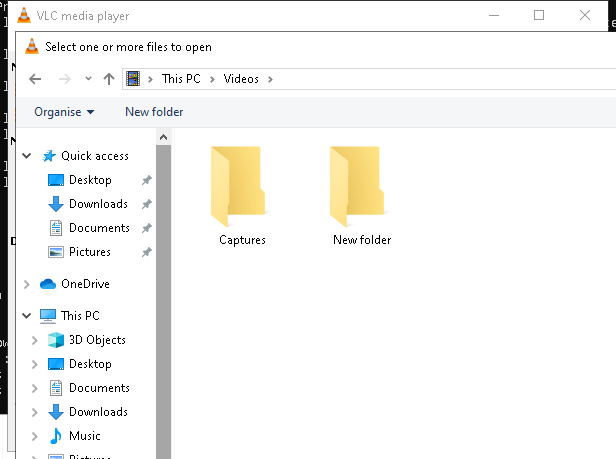 VLC media player
Select one or more files to open
This PC Videos
Organise New folder
Quick access
Desktop
Downloads
Documents
Pictures
OneDrive
This PC
3D Objects
Desktop
Documents
Downloads
Music
Captures
New folder